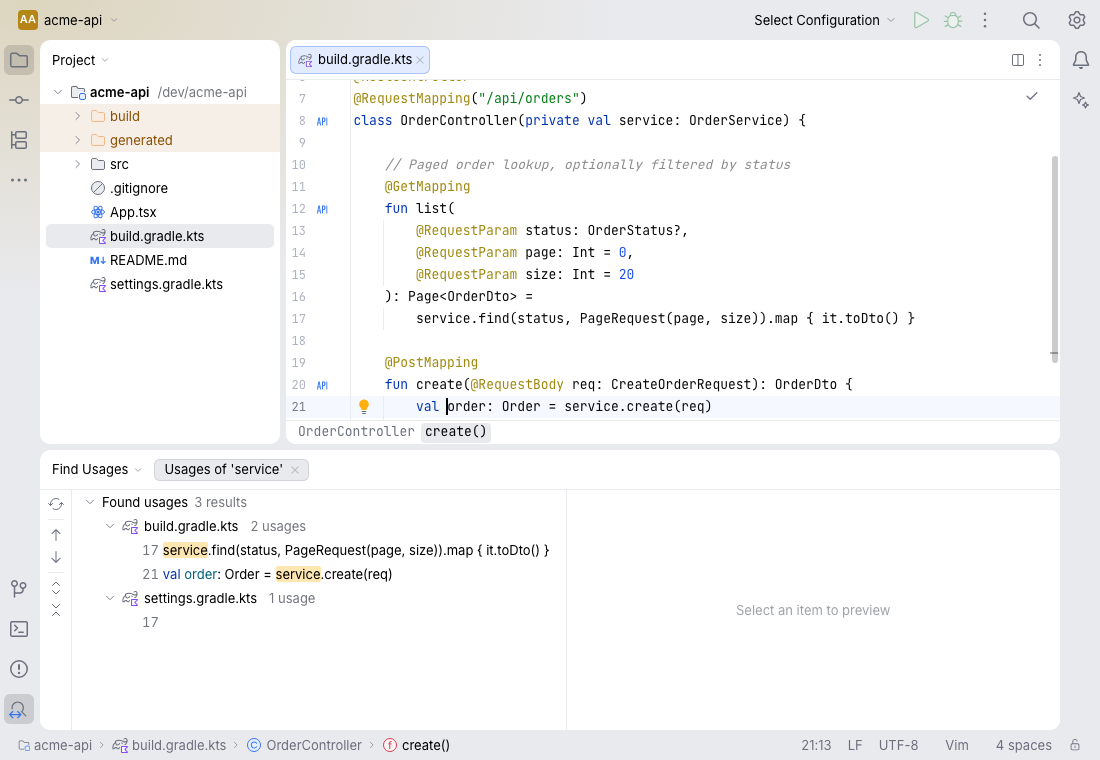 AA acme-api
Select Configuration
Project
acme-api /dev/acme-api
build
generated
src
.gitignore
App.tsx
build.gradle.kts
README.md
settings.gradle.kts
build.gradle.kts
7 @RequestMapping("/api/orders")
8 API class OrderController(private val service: OrderService) {
9
10 // Paged order lookup, optionally filtered by status
11 @GetMapping
12 API fun list(
13 @RequestParam status: OrderStatus?,
14 @RequestParam page: Int = 0,
15 @RequestParam size: Int = 20
16 ): Page<OrderDto> =
17 service.find(status, PageRequest(page, size)).map { it.toDto() }
18
19 @PostMapping
20 API fun create(@RequestBody req: CreateOrderRequest): OrderDto {
21 val order: Order = service.create(req)
OrderController create()
Find Usages Usages of 'service'
Found usages 3 results
build.gradle.kts 2 usages
17 service.find(status, PageRequest(page, size)).map { it.toDto() }
21 val order: Order = service.create(req)
settings.gradle.kts 1 usage
17
Select an item to preview
acme-api build.gradle.kts OrderController create() 21:13 LF UTF-8 Vim 4 spaces